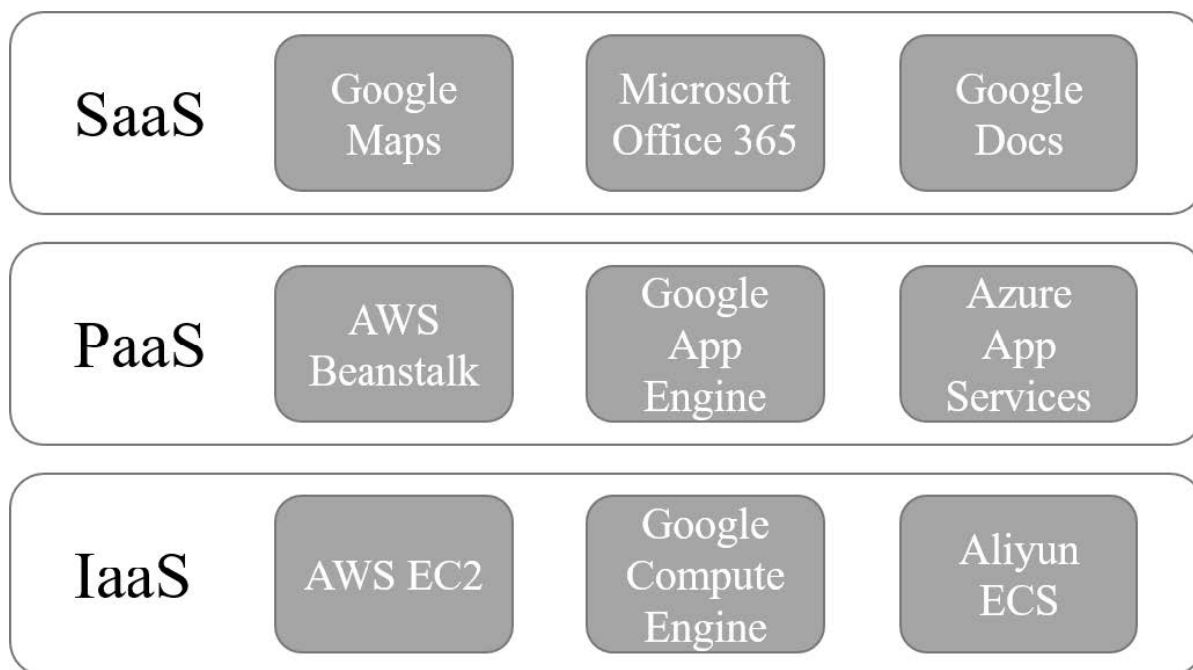 SaaS
Google
Maps
Microsoft
Office 365
Google
Docs
PaaS
AWS
Beanstalk
Google
App
Engine
Azure
App
Services
IaaS
AWS EC2
Google
Compute
Engine
Aliyun
ECS